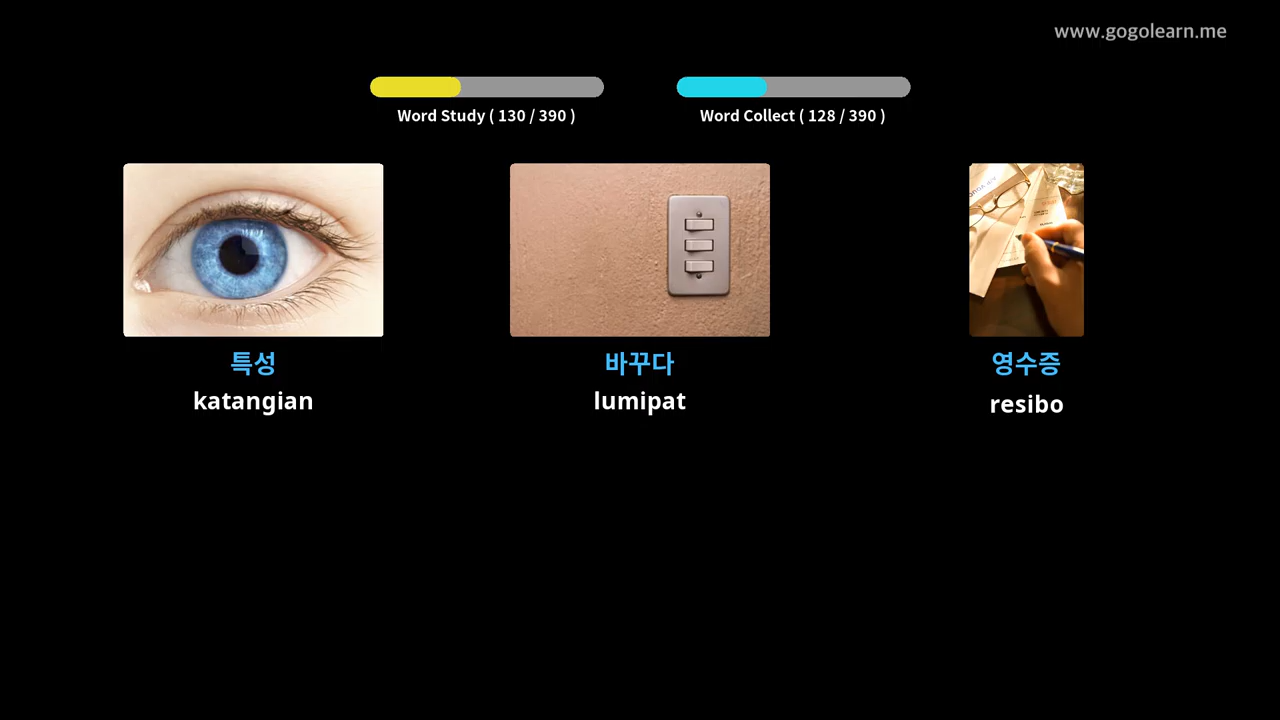 www.gogolearn.me
Word Study ( 130 / 390 )
Word Collect ( 128 / 390 )
특성
katangian
바꾸다
lumipat
영수증
resibo